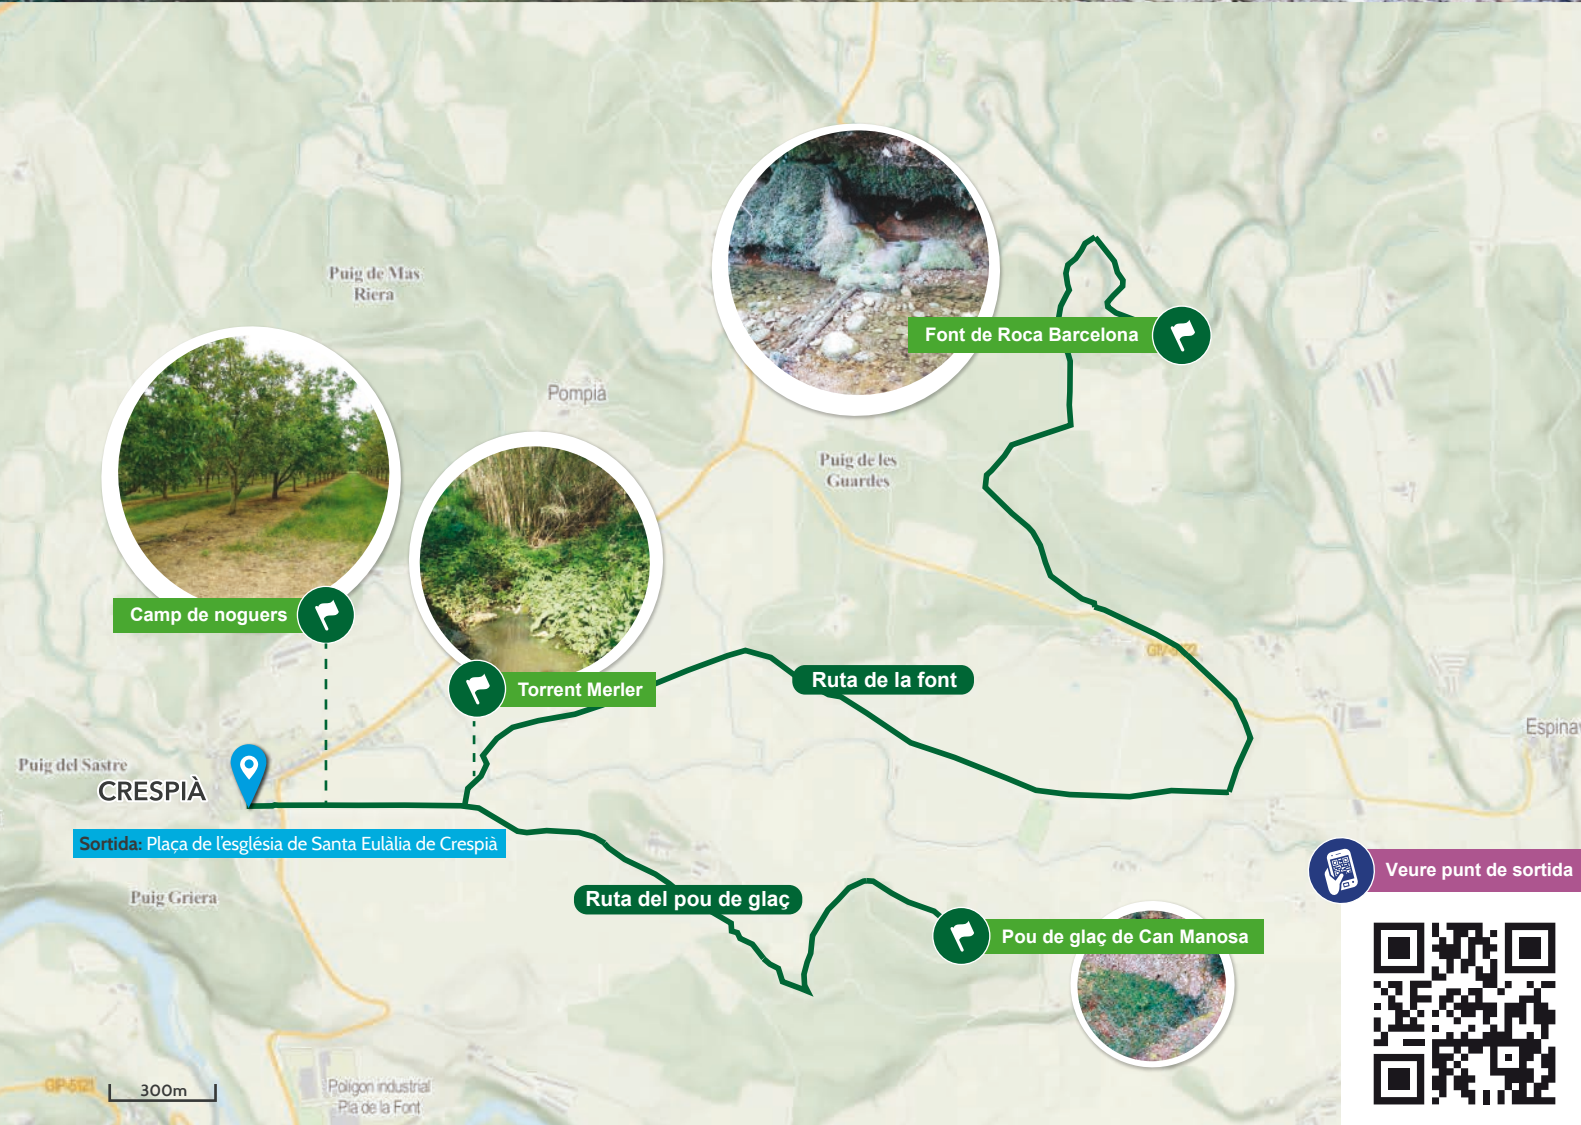 Puig de Mas
Riera
Font de Roca Barcelona
Pompià
Puig de les
Guardes
Camp de noguers
Torrent Merler
Ruta de la font
Puig del Sastre
CRESPIÀ
Sortida: Plaça de l'església de Santa Eulàlia de Crespià
Puig Griera
Ruta del pou de glaç
Veure punt de sortida
Pou de glaç de Can Manosa
GIP-5121
300m
Polígon industrial
Pla de la Font